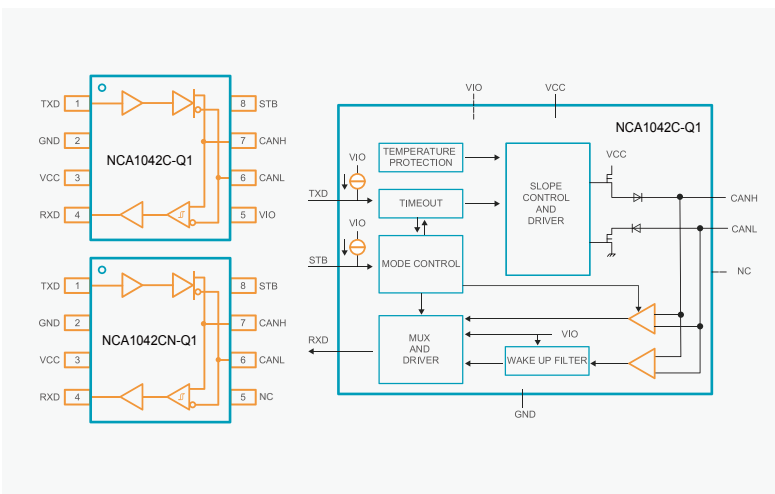 TXD 1 8 STB
GND 2 7 CANH
NCA1042C-Q1
VCC 3 6 CANL
RXD 4 5 VIO
TXD 1 8 STB
GND 2 7 CANH
NCA1042CN-Q1
VCC 3 6 CANL
RXD 4 5 NC
VIO
VCC
NCA1042C-Q1
TEMPERATURE
PROTECTION
VIO
TXD
TIMEOUT
VIO
STB
MODE CONTROL
SLOPE
CONTROL
AND
DRIVER
VCC
CANH
CANL
NC
RXD
MUX
AND
DRIVER
VIO
WAKE UP FILTER
GND